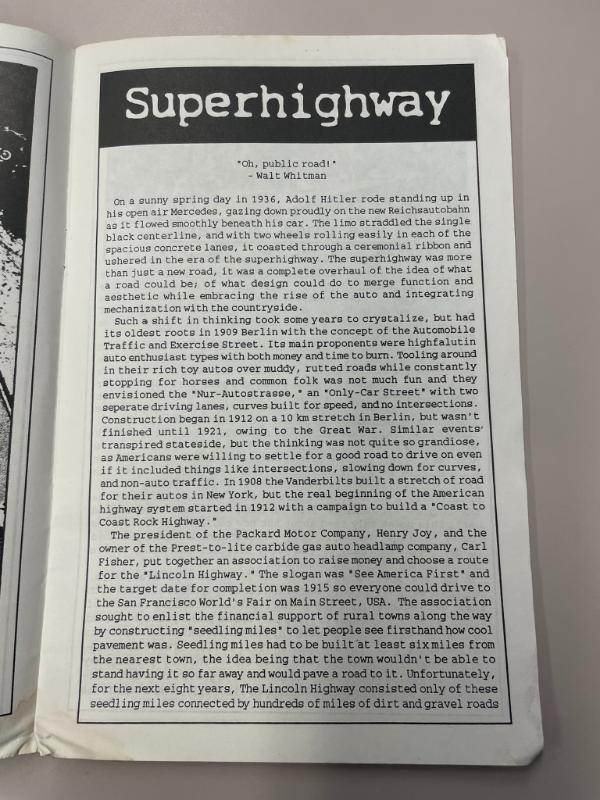 Superhighway
"Oh, public road!"
- Walt Whitman
On a sunny spring day in 1936, Adolf Hitler rode standing up in
his open air Mercedes, gazing down proudly on the new Reichsautobahn
as it flowed smoothly beneath his car. The limo straddled the single
black centerline, and with two wheels rolling easily in each of the
spacious concrete lanes, it coasted through a ceremonial ribbon and
ushered in the era of the superhighway. The superhighway was more
than just a new road, it was a complete overhaul of the idea of what
a road could be; of what design could do to merge function and
aesthetic while embracing the rise of the auto and integrating
mechanization with the countryside.
Such a shift in thinking took some years to crystalize, but had
its oldest roots in 1909 Berlin with the concept of the Automobile
Traffic and Exercise Street. Its main proponents were highfalutin
auto enthusiast types with both money and time to burn. Tooling around
in their rich toy autos over muddy, rutted roads while constantly
stopping for horses and common folk was not much fun and they
envisioned the "Nur-Autostrasse," an "Only-Car Street" with two
seperate driving lanes, curves built for speed, and no intersections.
Construction began in 1912 on a 10 km stretch in Berlin, but wasn't
finished until 1921, owing to the Great War. Similar events
transpired stateside, but the thinking was not quite so grandiose,
as Americans were willing to settle for a good road to drive on even
if it included things like intersections, slowing down for curves,
and non-auto traffic. In 1908 the Vanderbilts built a stretch of road
for their autos in New York, but the real beginning of the American
highway system started in 1912 with a campaign to build a "Coast to
Coast Rock Highway."
The president of the Packard Motor Company, Henry Joy, and the
owner of the Prest-to-lite carbide gas auto headlamp company, Carl
Fisher, put together an association to raise money and choose a route
for the "Lincoln Highway." The slogan was "See America First" and
the target date for completion was 1915 so everyone could drive to
the San Francisco World's Fair on Main Street, USA. The association
sought to enlist the financial support of rural towns along the way
by constructing "seedling miles" to let people see firsthand how cool
pavement was. Seedling miles had to be built at least six miles from
the nearest town, the idea being that the town wouldn't be able to
stand having it so far away and would pave a road to it. Unfortunately,
for the next eight years, The Lincoln Highway consisted only of these
seedling miles connected by hundreds of miles of dirt and gravel roads